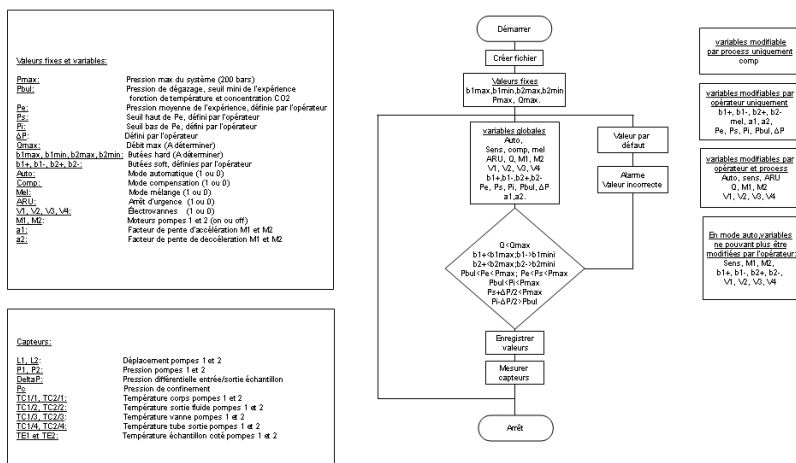 Valeurs fixes et variables:
Pmax: Pression max du système (200 bars)
Pbul: Pression de dégazage, seuil mini de l'expérience
fonction de température et concentration CO2
Pe: Pression moyenne de l'expérience, définie par l'opérateur
Ps: Seuil haut de Pe, défini par l'opérateur
Pi: Seuil bas de Pe, défini par l'opérateur
ΔP: Défini par l'opérateur
Qmax: Débit max (A déterminer)
b1max, b1min,b2max,b2min: Butées hard (A déterminer)
b1+, b1-, b2+, b2-: Butées soft, définies par l'opérateur
Auto: Mode automatique (1 ou 0)
Comp: Mode compensation (1 ou 0)
Mel: Mode mélange (1 ou 0)
ARU: Arrêt d'urgence (1 ou 0)
V1, V2, V3, V4: Electrovannes (1 ou 0)
M1, M2: Moteurs pompes 1 et 2 (on ou off)
a1: Facteur de pente d'accélération M1 et M2
a2: Facteur de pente de deccéleration M1 et M2
Capteurs:
L1, L2: Déplacement pompes 1 et 2
P1, P2: Pression pompes 1 et 2
DeltaP: Pression différentielle entrée/sortie échantillon
Pc Pression de confinement
TC1/1, TC2/1: Température corps pompes 1 et 2
TC1/2, TC2/2: Température sortie fluide pompes 1 et 2
TC1/3, TC2/3: Température vanne pompes 1 et 2
TC1/4, TC2/4: Température tube sortie pompes 1 et 2
TE1 et TE2: Température échantillon coté pompes 1 et 2
Démarrer
Créer fichier
Valeurs fixes
b1max,b1min,b2max,b2min
Pmax, Qmax.
variables globales
Auto,
Sens, comp, mel
ARU, Q, M1, M2
V1, V2, V3, V4
b1+,b1-,b2+,b2-
Pe, Ps, Pi, Pbul, ΔP
a1,a2.
Valeur par
défaut
Alarme
Valeur incorrecte
Q<Qmax
b1+<b1max;b1->b1mini
b2+<b2max;b2->b2mini
Pbul<Pe<Pmax; Pe<Ps<Pmax
Pbul<Pi<Pmax
Ps+ΔP/2<Pmax
Pi-ΔP/2>Pbul
Enregistrer
valeurs
Mesurer
capteurs
Arrêt
variables modifiable
par process uniquement
comp
variables modifiables par
opérateur uniquement
b1+, b1-, b2+, b2-
mel, a1, a2,
Pe, Ps, Pi, Pbul, ΔP
variables modifiables par
opérateur et process
Auto, sens, ARU
Q, M1, M2
V1, V2, V3, V4
En mode auto,variables
ne pouvant plus être
modifiées par l'opérateur:
Sens, M1, M2,
b1+, b1-, b2+, b2-,
V1, V2, V3, V4